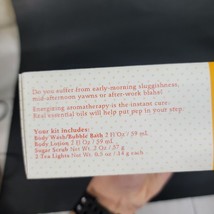 Do you suffer from early-morning sluggishness,
mid-afternoon yawns or after-work blahs?
Energizing aromatherapy is the instant cure.
Real essential oils will help put pep in your step!
Your kit includes:
Body Wash/Bubble Bath 2 fl Oz / 59 mL
Body Lotion 2 fl Oz / 59 mL
Sugar Scrub Net 2 Oz / 57 g
2 Tea Lights Net 0.5 oz / 14 g each